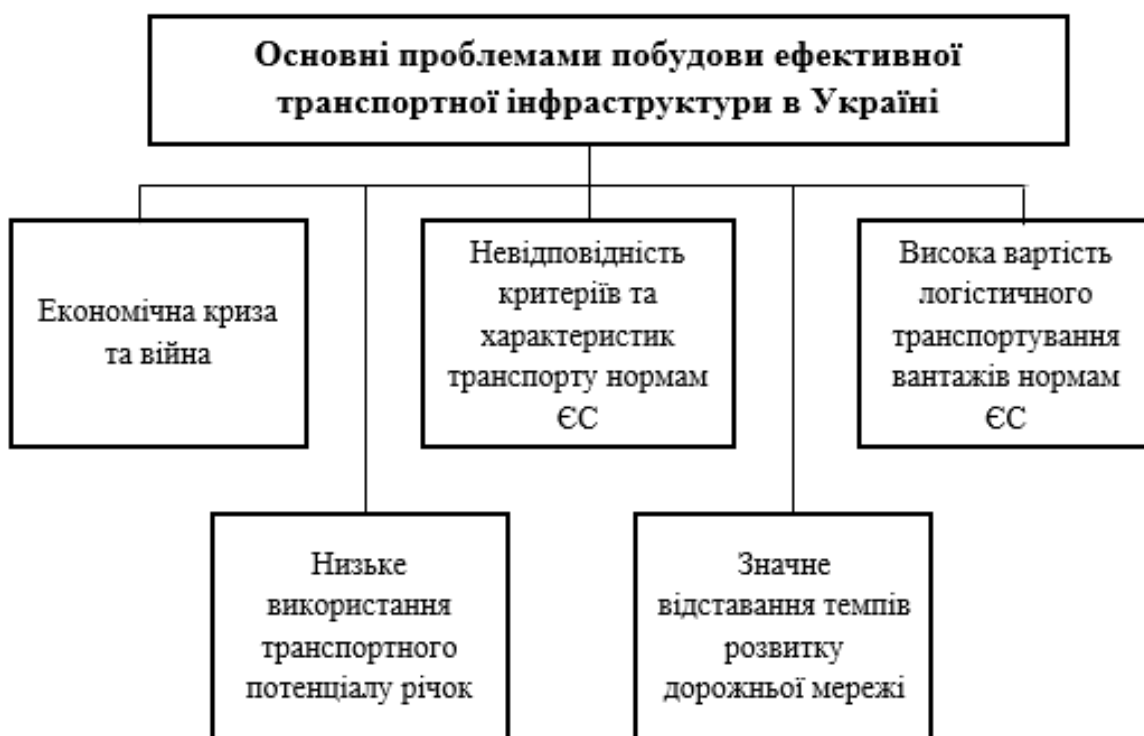 Основні проблемами побудови ефективної
транспортної інфраструктури в Україні
Економічна криза
та війна
Невідповідність
критеріїв та
характеристик
транспорту нормам
ЄС
Висока вартість
логістичного
транспортування
вантажів нормам
ЄС
Низьке
використання
транспортного
потенціалу річок
Значне
відставання темпів
розвитку
дорожньої мережі